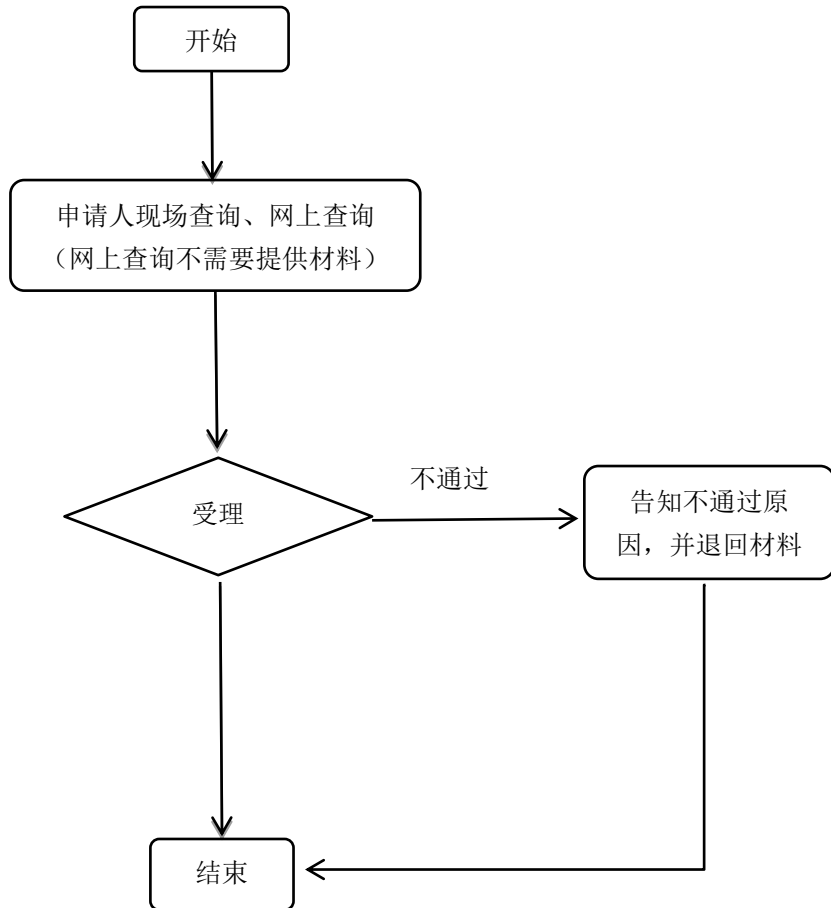 开始
申请人现场查询、网上查询
（网上查询不需要提供材料）
受理
不通过
告知不通过原
因，并退回材料
结束